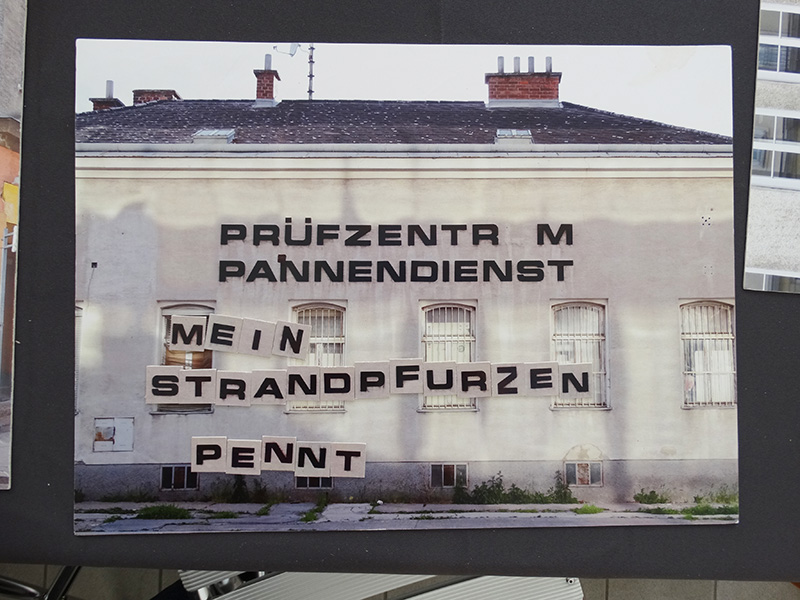 PRÜFZENTR M
PANNENDIENST
MEIN
STRANDPFURZEN
PENNT